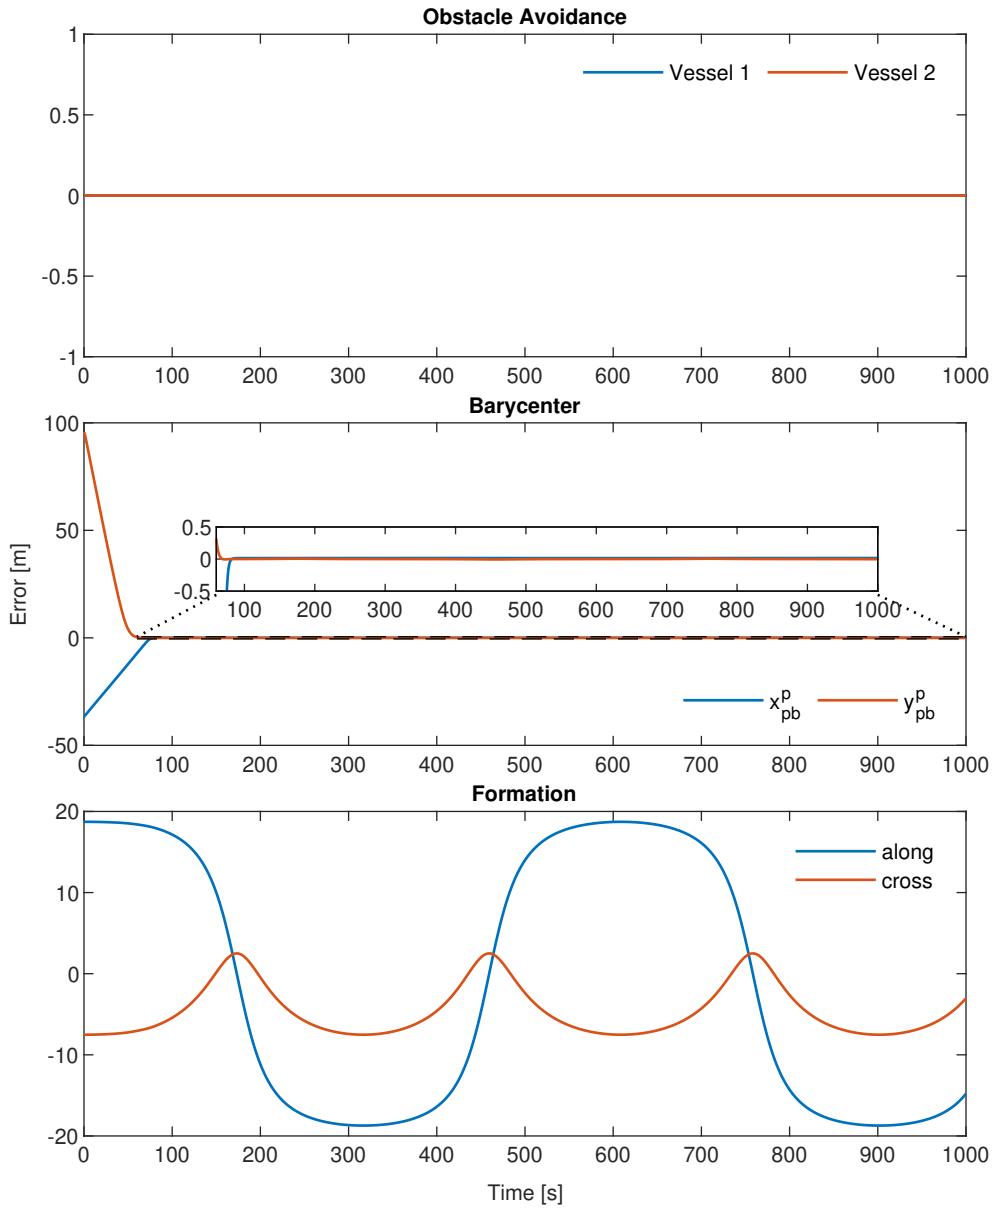 Obstacle Avoidance
1
0.5
0
-0.5
-1
Vessel 1 Vessel 2
0 100 200 300 400 500 600 700 800 900 1000
Barycenter
100
50
0
-50
0.5
0
-0.5
100 200 300 400 500 600 700 800 900 1000
x^p_pb y^p_pb
0 100 200 300 400 500 600 700 800 900 1000
Error [m]
Formation
20
10
0
-10
-20
along
cross
0 100 200 300 400 500 600 700 800 900 1000
Time [s]